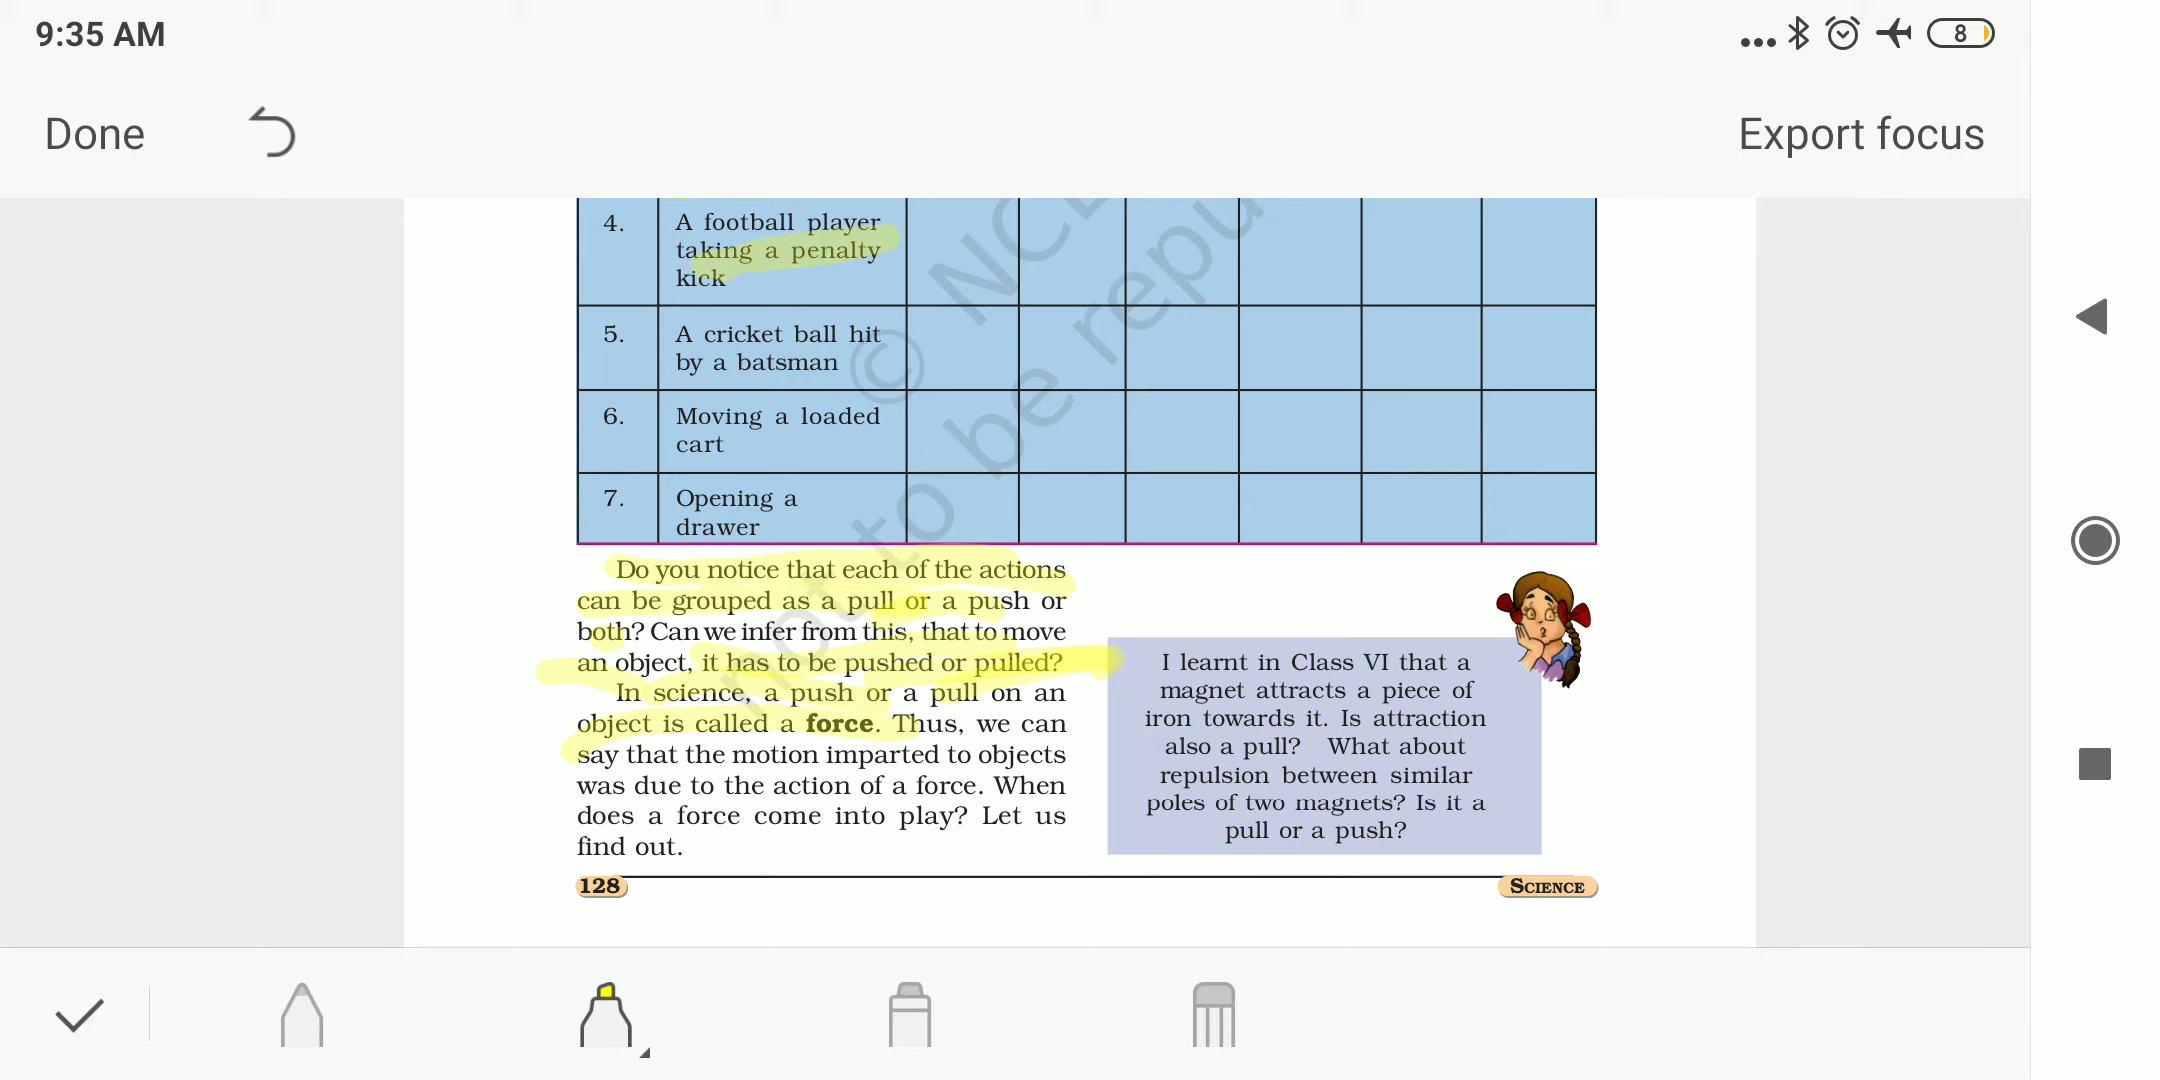 9:35 AM
8
Done
Export focus
4.
A football player
taking a penalty
kick
5.
A cricket ball hit
by a batsman
6.
Moving a loaded
cart
7.
Opening a
drawer
© NCE
not to be repu
Do you notice that each of the actions
can be grouped as a pull or a push or
both? Can we infer from this, that to move
an object, it has to be pushed or pulled?
In science, a push or a pull on an
object is called a force. Thus, we can
say that the motion imparted to objects
was due to the action of a force. When
does a force come into play? Let us
find out.
I learnt in Class VI that a
magnet attracts a piece of
iron towards it. Is attraction
also a pull? What about
repulsion between similar
poles of two magnets? Is it a
pull or a push?
128
SCIENCE